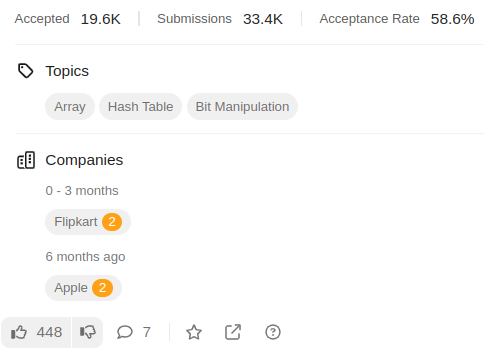 Accepted 19.6K Submissions 33.4K Acceptance Rate 58.6%
Topics
Array Hash Table Bit Manipulation
Companies
0 - 3 months
Flipkart 2
6 months ago
Apple 2
448 7